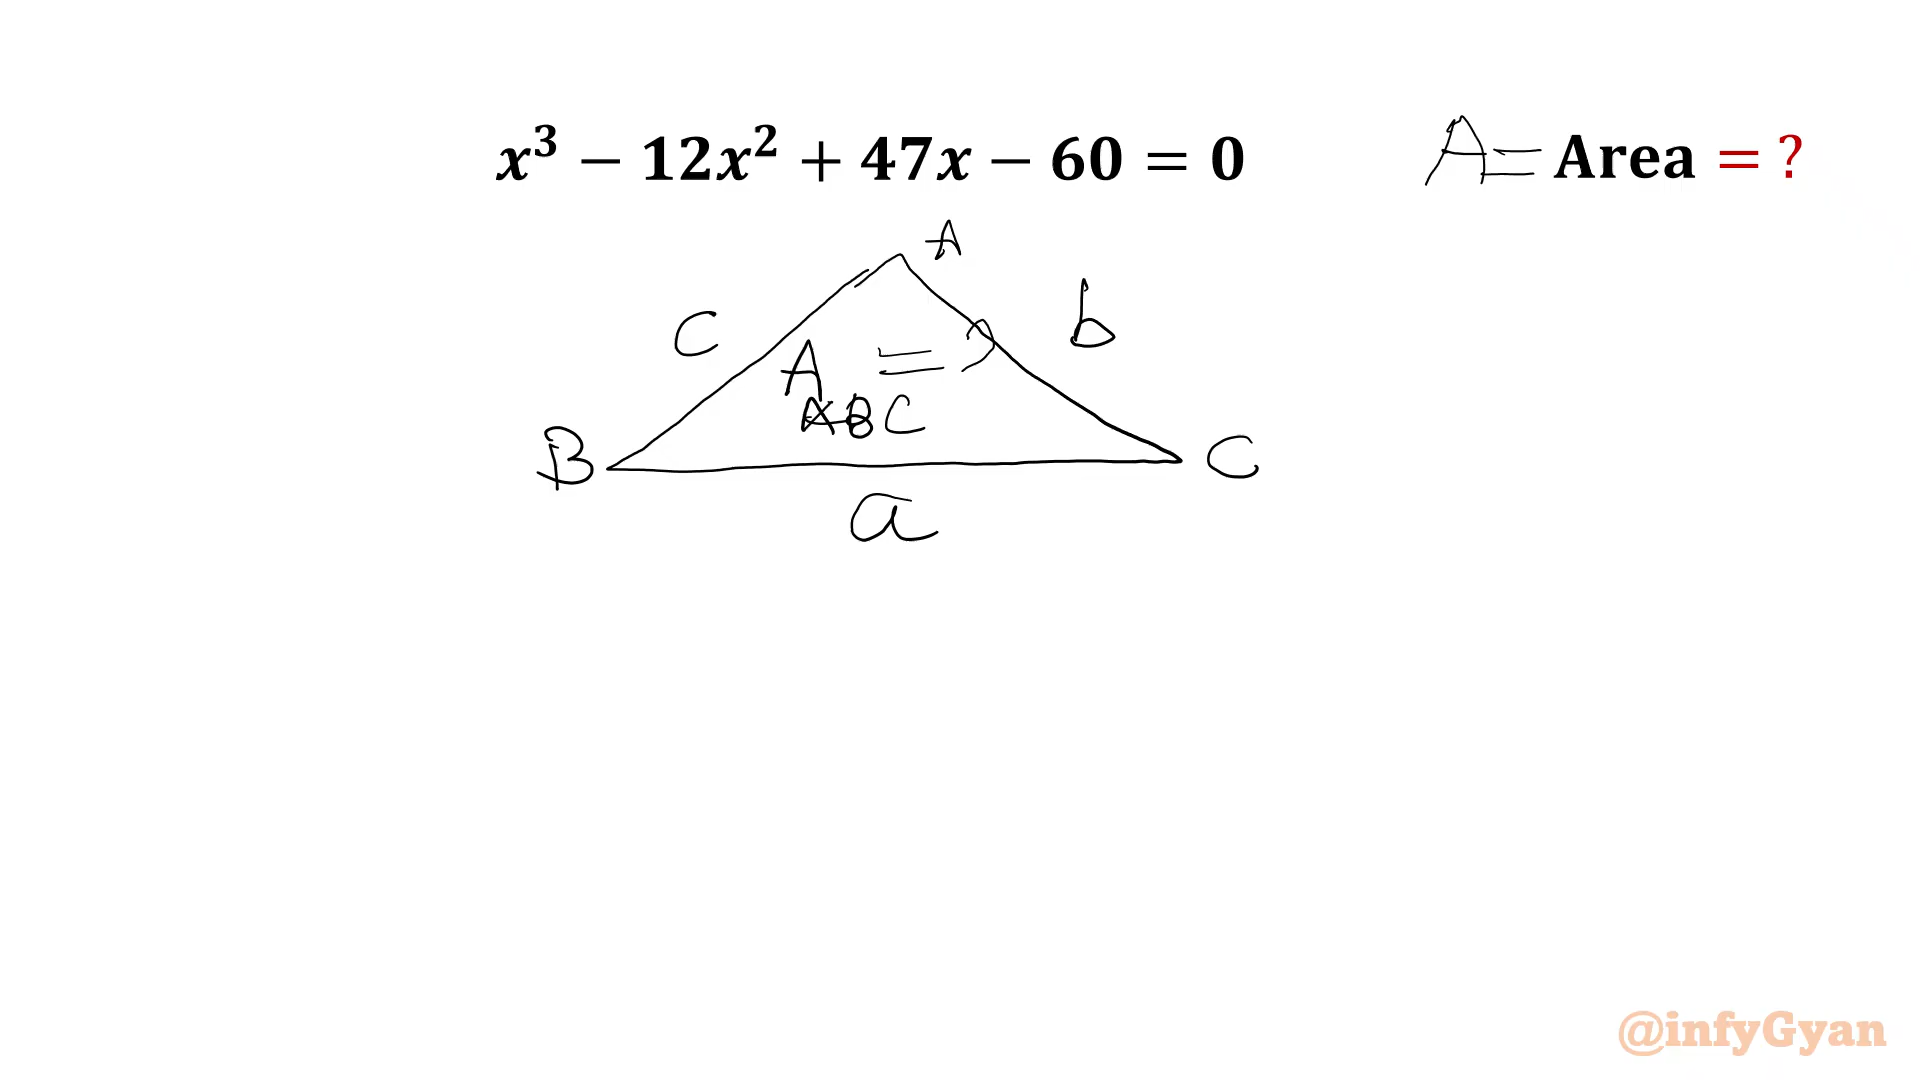 x³ − 12x² + 47x − 60 = 0
A = Area = ?
A
C
b
A = ?
ABC
B
C
a
@infyGyan